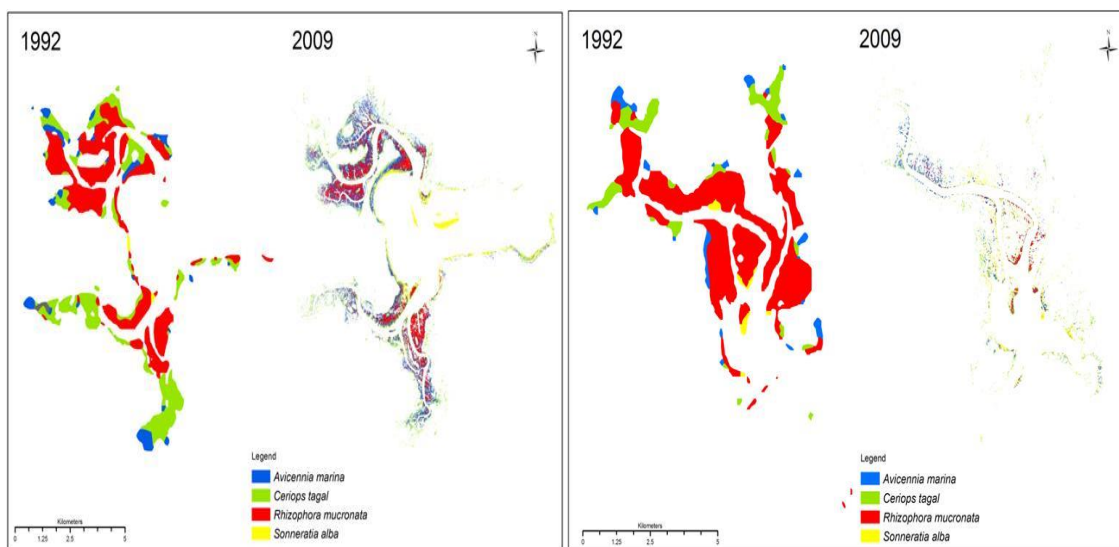 1992
2009
N
Legend
Avicennia marina
Ceriops tagal
Rhizophora mucronata
Sonneratia alba
Kilometers
0 1.25 2.5 5
1992
2009
N
Legend
Avicennia marina
Ceriops tagal
Rhizophora mucronata
Sonneratia alba
Kilometers
0 1.25 2.5 5